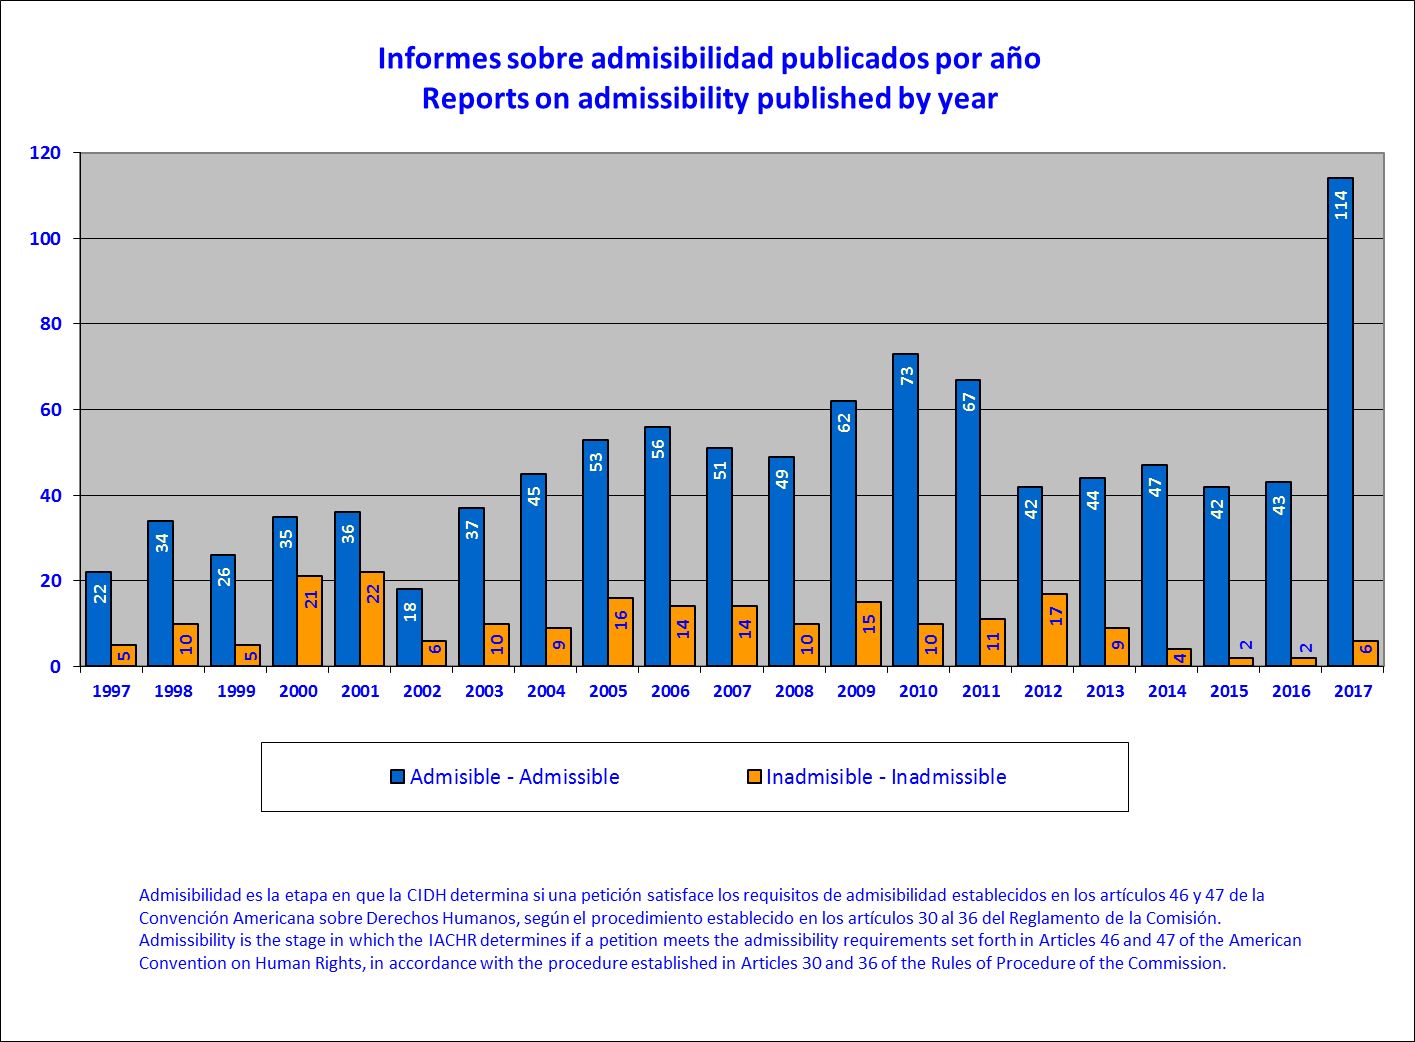 Informes sobre admisibilidad publicados por año
Reports on admissibility published by year
120
100
80
60
40
20
0
22 5 34 10 26 5 35 21 36 22 18 6 37 10 45 9 53 16 56 14 51 14 49 10 62 15 73 10 67 11 42 17 44 9 47 4 42 2 43 2 114 6
1997 1998 1999 2000 2001 2002 2003 2004 2005 2006 2007 2008 2009 2010 2011 2012 2013 2014 2015 2016 2017
Admisible - Admissible Inadmisible - Inadmissible
Admisibilidad es la etapa en que la CIDH determina si una petición satisface los requisitos de admisibilidad establecidos en los artículos 46 y 47 de la
Convención Americana sobre Derechos Humanos, según el procedimiento establecido en los artículos 30 al 36 del Reglamento de la Comisión.
Admissibility is the stage in which the IACHR determines if a petition meets the admissibility requirements set forth in Articles 46 and 47 of the American
Convention on Human Rights, in accordance with the procedure established in Articles 30 and 36 of the Rules of Procedure of the Commission.